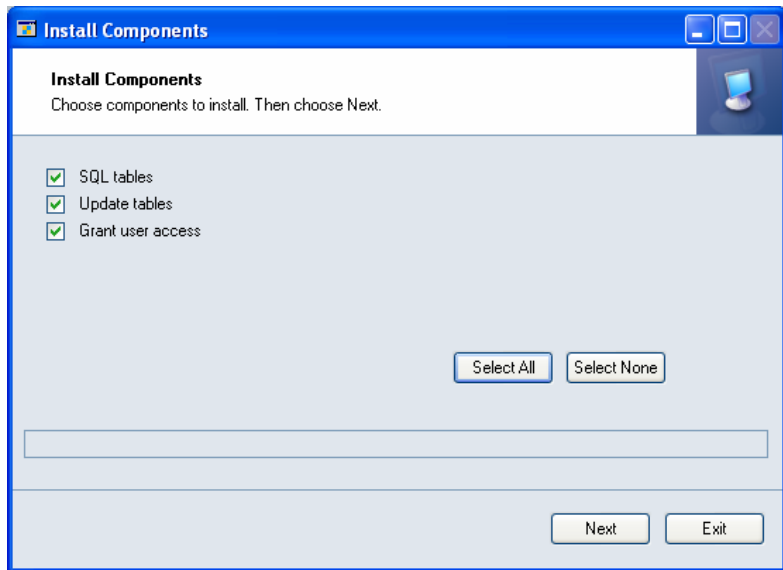 Install Components
Install Components
Choose components to install. Then choose Next.
SQL tables
Update tables
Grant user access
Select All Select None
Next Exit